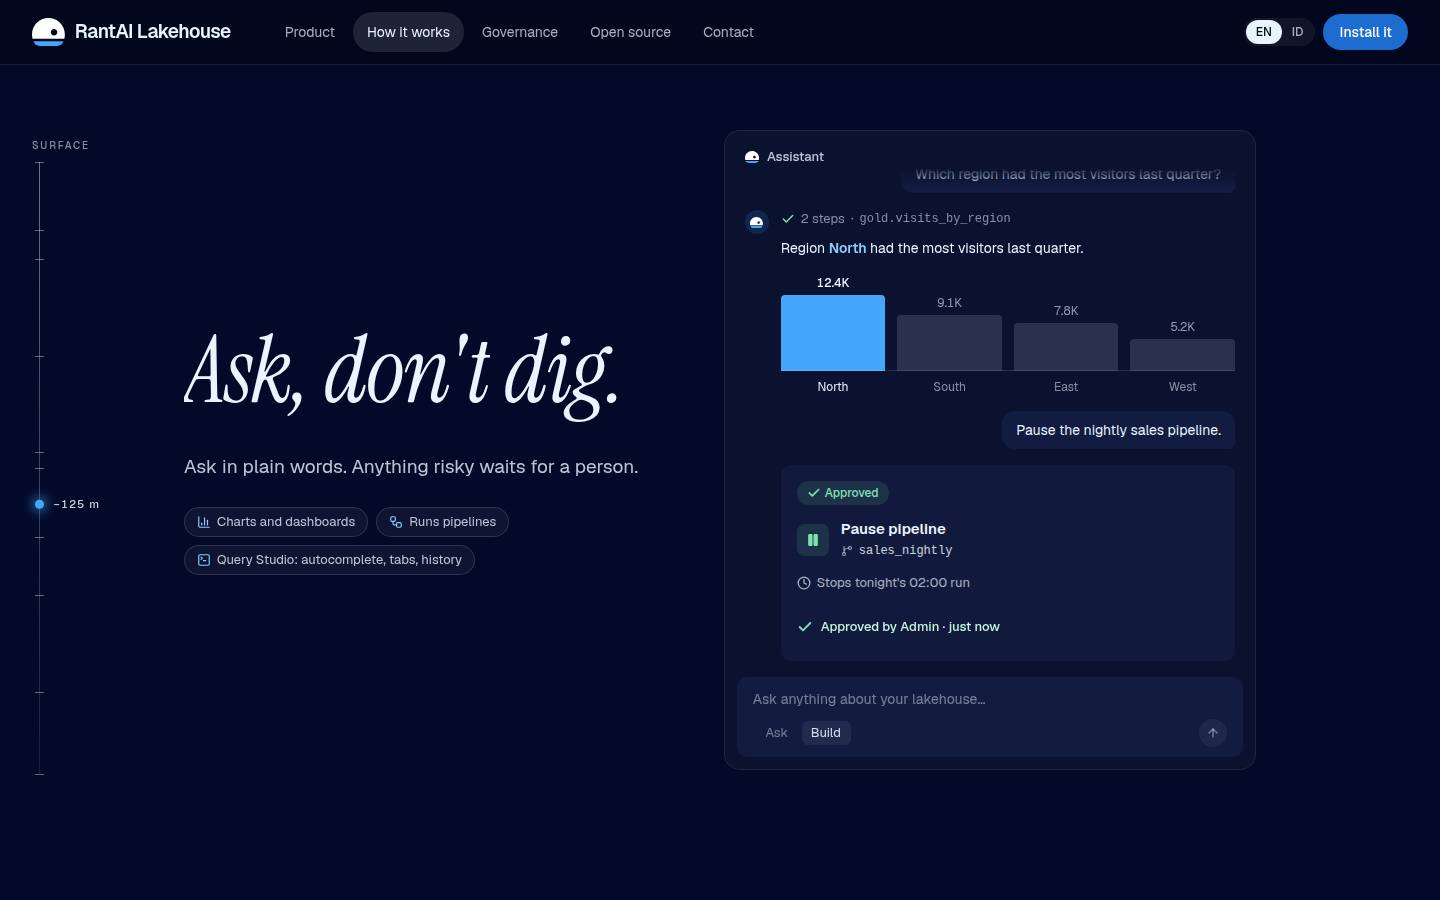 RantAI Lakehouse
Product
How it works
Governance
Open source
Contact
EN
ID
Install it
SURFACE
−125 m
Ask, don't dig.
Ask in plain words. Anything risky waits for a person.
Charts and dashboards
Runs pipelines
Query Studio: autocomplete, tabs, history
Assistant
Which region had the most visitors last quarter?
2 steps · gold.visits_by_region
Region North had the most visitors last quarter.
12.4K
9.1K
7.8K
5.2K
North
South
East
West
Pause the nightly sales pipeline.
Approved
Pause pipeline
sales_nightly
Stops tonight's 02:00 run
Approved by Admin · just now
Ask anything about your lakehouse…
Ask
Build